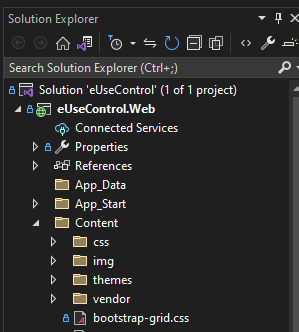 Solution Explorer
Search Solution Explorer (Ctrl+;)
Solution 'eUseControl' (1 of 1 project)
eUseControl.Web
Connected Services
Properties
References
App_Data
App_Start
Content
css
img
themes
vendor
bootstrap-grid.css